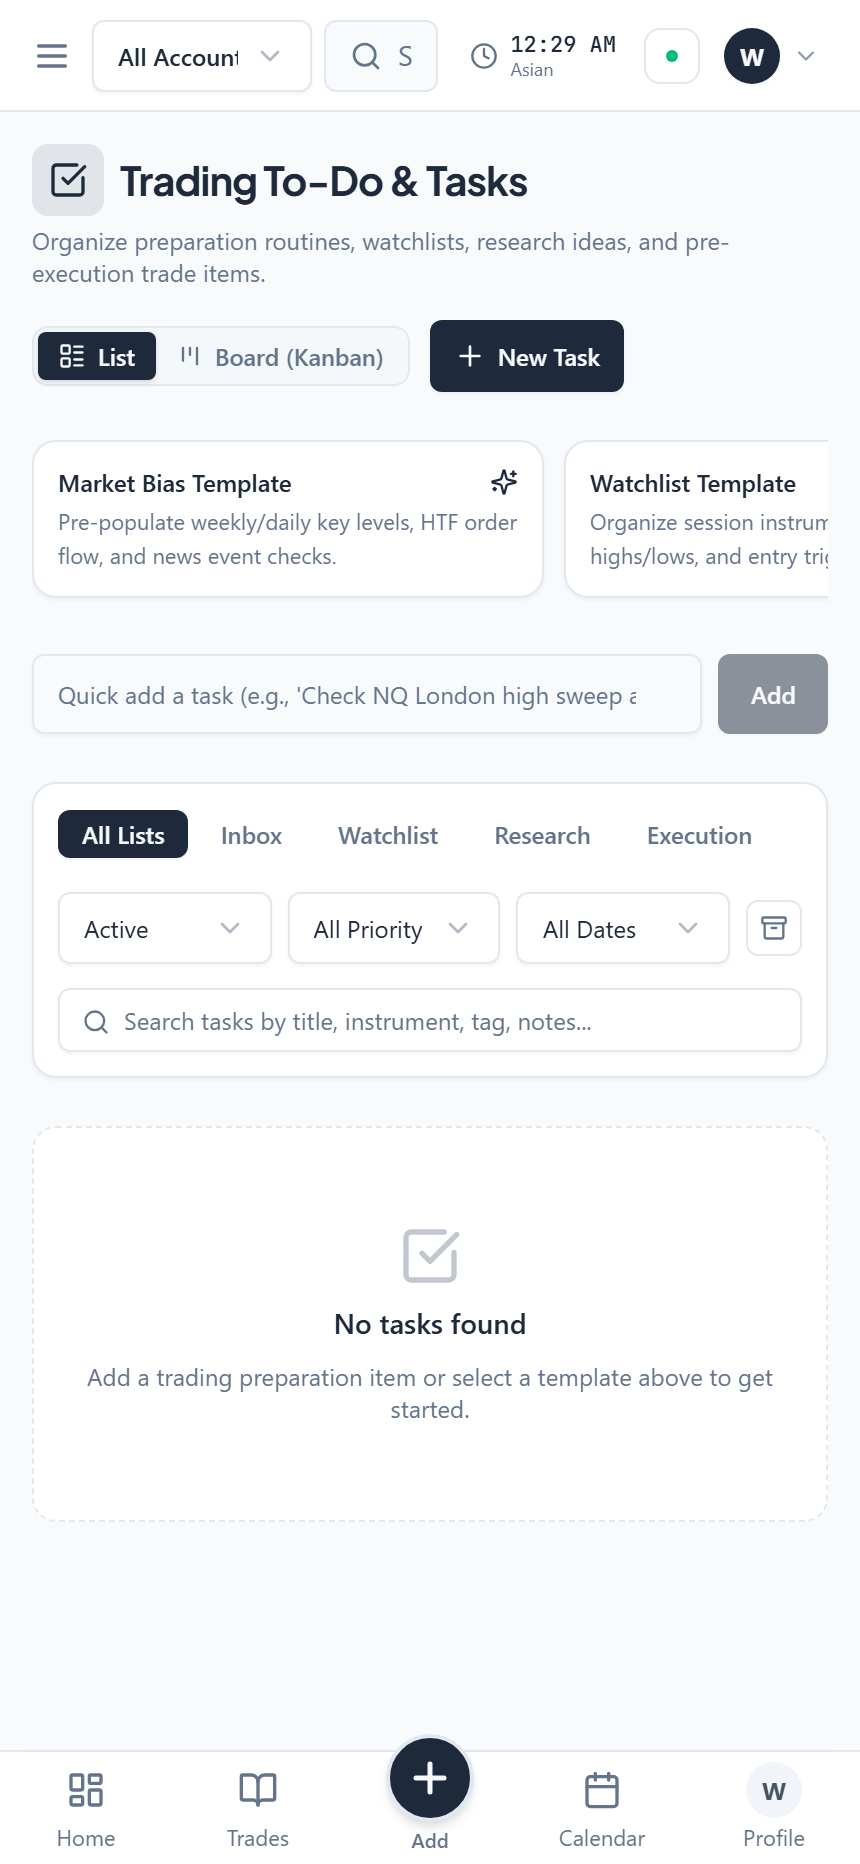 All Account
S
12:29 AM
Asian
W
Trading To-Do & Tasks
Organize preparation routines, watchlists, research ideas, and pre-
execution trade items.
List
Board (Kanban)
New Task
Market Bias Template
Pre-populate weekly/daily key levels, HTF order
flow, and news event checks.
Watchlist Template
Organize session instrum
highs/lows, and entry trig
Quick add a task (e.g., 'Check NQ London high sweep a
Add
All Lists
Inbox
Watchlist
Research
Execution
Active
All Priority
All Dates
Search tasks by title, instrument, tag, notes...
No tasks found
Add a trading preparation item or select a template above to get
started.
Home
Trades
Add
Calendar
W
Profile